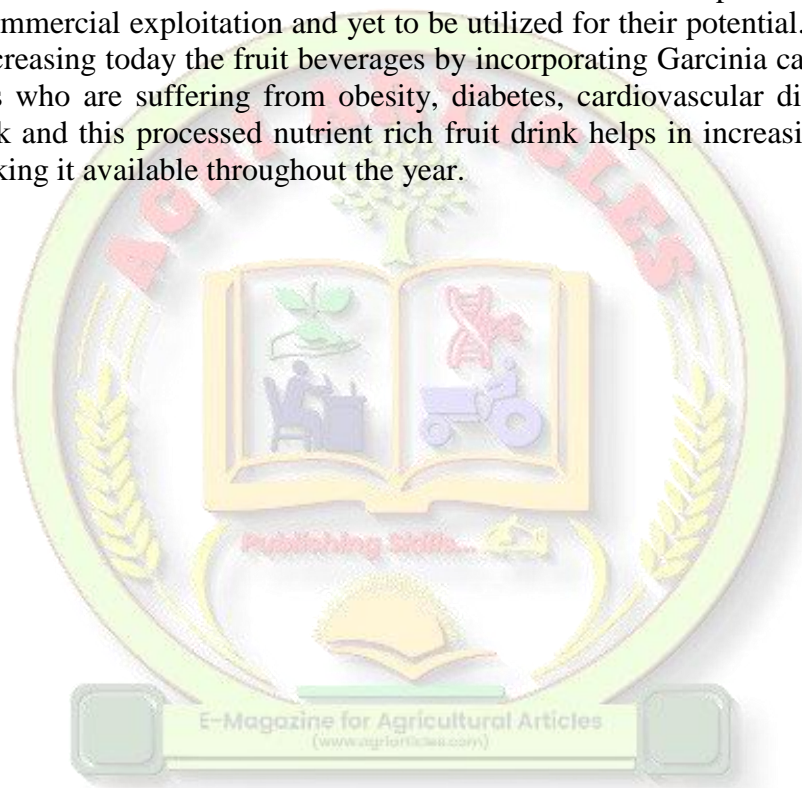 mmercial exploitation and yet to be utilized for their potential.
creasing today the fruit beverages by incorporating Garcinia ca
s who are suffering from obesity, diabetes, cardiovascular di
k and this processed nutrient rich fruit drink helps in increasi
king it available throughout the year.
AGRI ARTICLES
Publishing Skills...
E-Magazine for Agricultural Articles
(www.agriarticles.com)